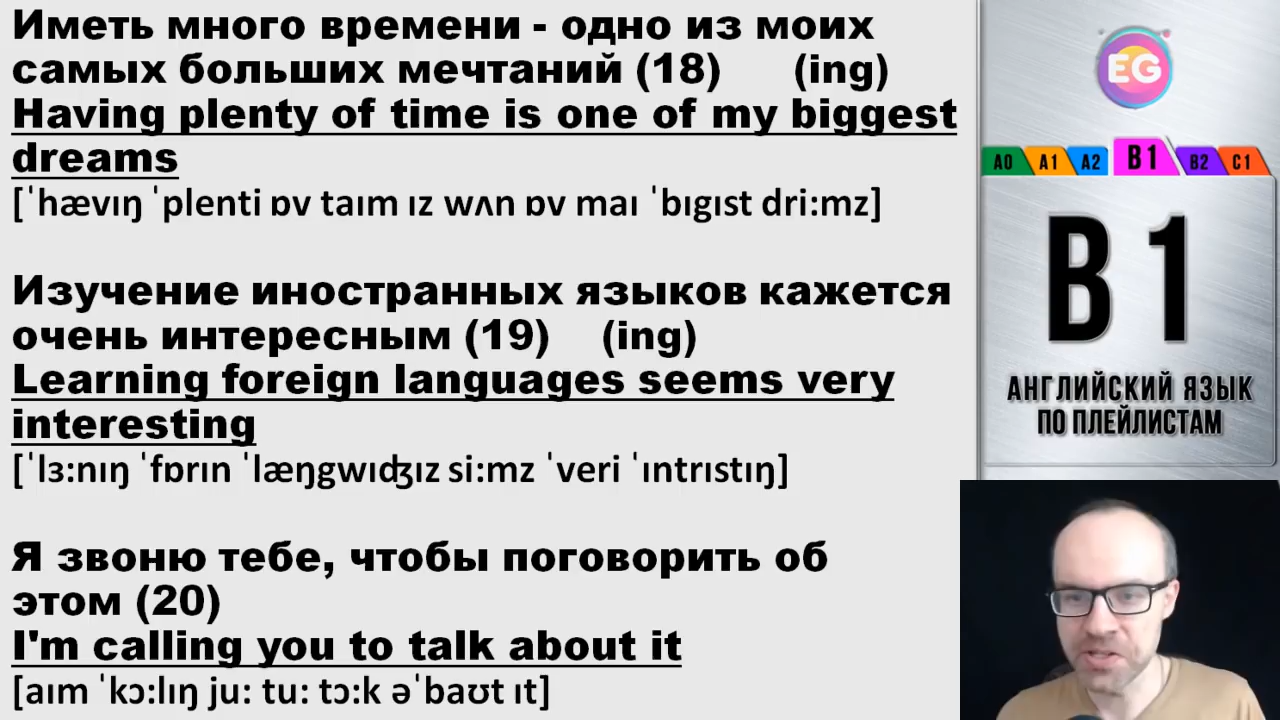 Иметь много времени - одно из моих
самых больших мечтаний (18) (ing)
Having plenty of time is one of my biggest
dreams
[ˈhævɪŋ ˈplenti ɒv taɪm ɪz wʌn ɒv maɪ ˈbɪgɪst dri:mz]
Изучение иностранных языков кажется
очень интересным (19) (ing)
Learning foreign languages seems very
interesting
[ˈlɜ:nɪŋ ˈfɒrɪn ˈlæŋgwɪʤɪz si:mz ˈveri ˈɪntrɪstɪŋ]
Я звоню тебе, чтобы поговорить об
этом (20)
I'm calling you to talk about it
[aɪm ˈkɔ:lɪŋ ju: tu: tɔ:k əˈbaʊt ɪt]
EG
A0 A1 A2 B1 B2 C1
B1
АНГЛИЙСКИЙ ЯЗЫК
ПО ПЛЕЙЛИСТАМ